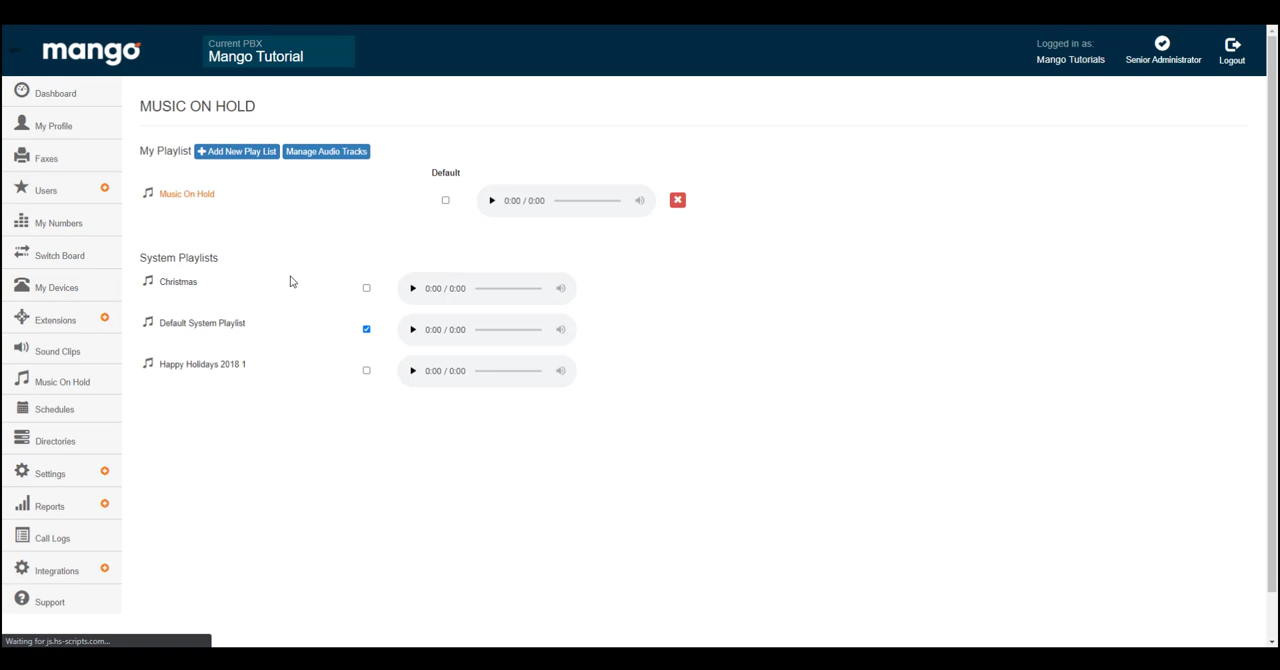 mango
Current PBX
Mango Tutorial
Logged in as:
Mango Tutorials
Senior Administrator
Logout
Dashboard
My Profile
Faxes
Users
My Numbers
Switch Board
My Devices
Extensions
Sound Clips
Music On Hold
Schedules
Directories
Settings
Reports
Call Logs
Integrations
Support
MUSIC ON HOLD
My Playlist Add New Play List Manage Audio Tracks
Default
Music On Hold 0:00 / 0:00
System Playlists
Christmas 0:00 / 0:00
Default System Playlist 0:00 / 0:00
Happy Holidays 2018 1 0:00 / 0:00
Waiting for js.hs-scripts.com...